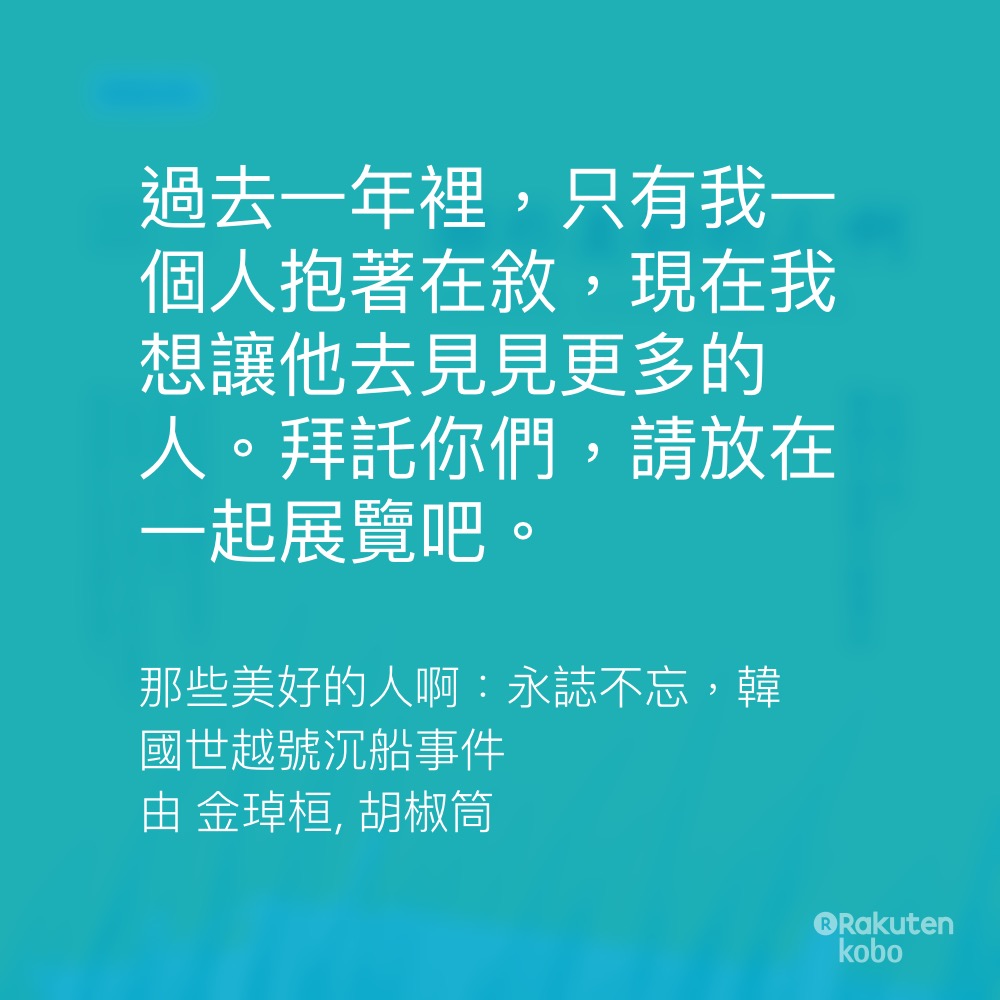 過去一年裡，只有我一
個人抱著在敘，現在我
想讓他去見見更多的
人。拜託你們，請放在
一起展覽吧。
那些美好的人啊：永誌不忘，韓
國世越號沉船事件
由 金琸桓, 胡椒筒
Rakuten
kobo